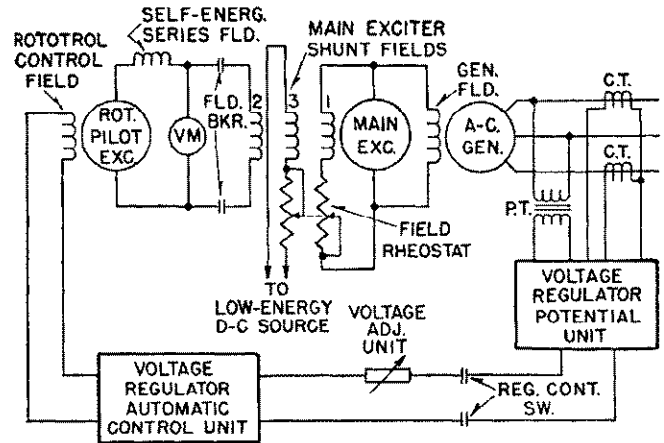 SELF-ENERG.
SERIES FLD.
ROTOTROL
CONTROL
FIELD
MAIN EXCITER
SHUNT FIELDS
GEN.
FLD.
C.T.
ROT.
PILOT
EXC.
VM
FLD.
BKR.
2
3
1
MAIN
EXC.
A-C.
GEN.
C.T.
P.T.
FIELD
RHEOSTAT
TO
LOW-ENERGY
D-C SOURCE
VOLTAGE
ADJ.
UNIT
VOLTAGE
REGULATOR
POTENTIAL
UNIT
VOLTAGE
REGULATOR
AUTOMATIC
CONTROL UNIT
REG. CONT.
SW.